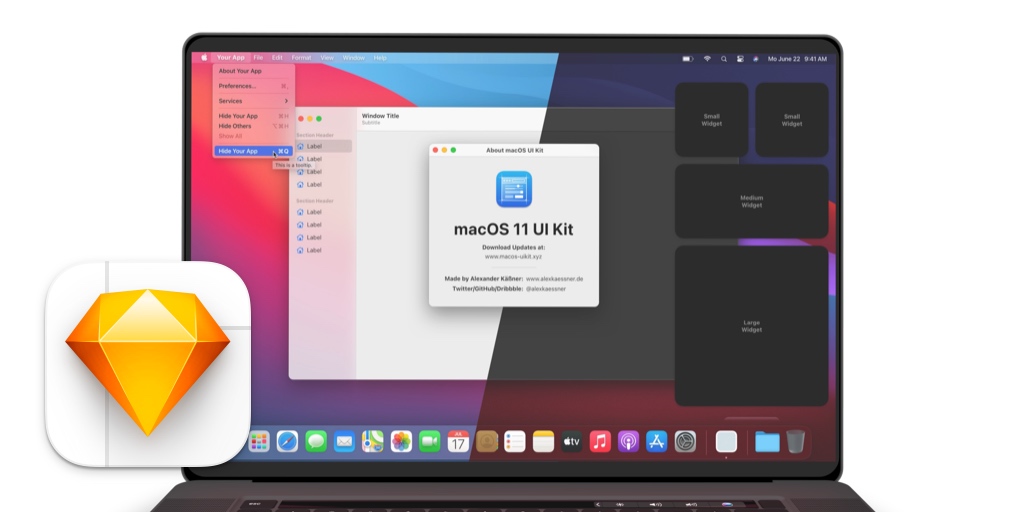 Your App File Edit Format View Window Help
Mo June 22 9:41 AM
About Your App
Preferences... ⌘,
Services
Hide Your App ⌘H
Hide Others ⌥⌘H
Show All
Hide Your App ⌘Q
This is a tooltip.
Section Header
Label
Label
Label
Label
Section Header
Label
Label
Label
Label
Window Title
Subtitle
About macOS UI Kit
macOS 11 UI Kit
Download Updates at:
www.macos-uikit.xyz
Made by Alexander Käßner: www.alexkaessner.de
Twitter/GitHub/Dribbble: @alexkaessner
Small
Widget
Small
Widget
Medium
Widget
Large
Widget
JUL
17
tv